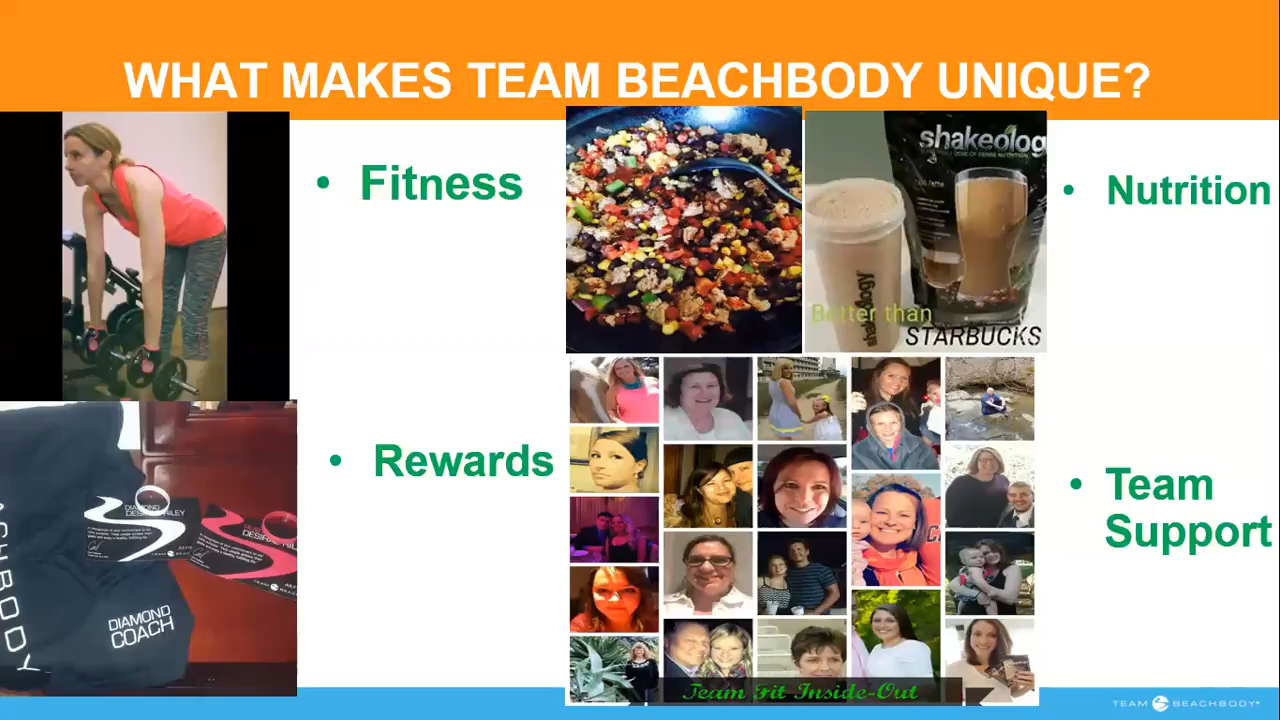 WHAT MAKES TEAM BEACHBODY UNIQUE?
• Fitness
shakeolog
Better than
STARBUCKS
• Nutrition
• Rewards
DIAMOND
DIAMOND
COACH
• Team
Support
Team Fit Inside-Out
TEAM BEACHBODY